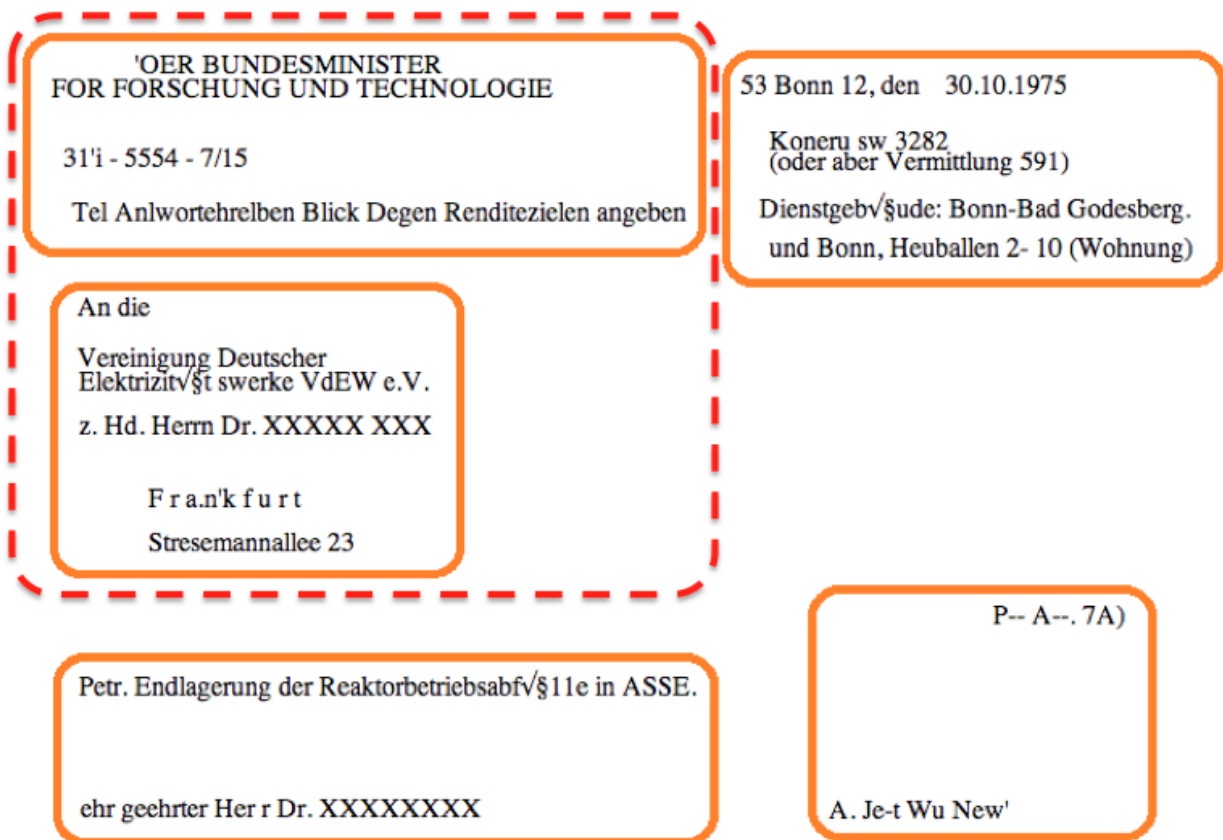 'OER BUNDESMINISTER
FOR FORSCHUNG UND TECHNOLOGIE
31'i - 5554 - 7/15
Tel Anlwortehrelben Blick Degen Renditezielen angeben
53 Bonn 12, den 30.10.1975
Koneru sw 3282
(oder aber Vermittlung 591)
Dienstgeb√§ude: Bonn-Bad Godesberg.
und Bonn, Heuballen 2- 10 (Wohnung)
An die
Vereinigung Deutscher
Elektrizit√§t swerke VdEW e.V.
z. Hd. Herrn Dr. XXXXX XXX
F r a.n'k f u r t
Stresemannallee 23
P-- A--. 7A)
Petr. Endlagerung der Reaktorbetriebsabf√§11e in ASSE.
ehr geehrter Her r Dr. XXXXXXXX
A. Je-t Wu New'